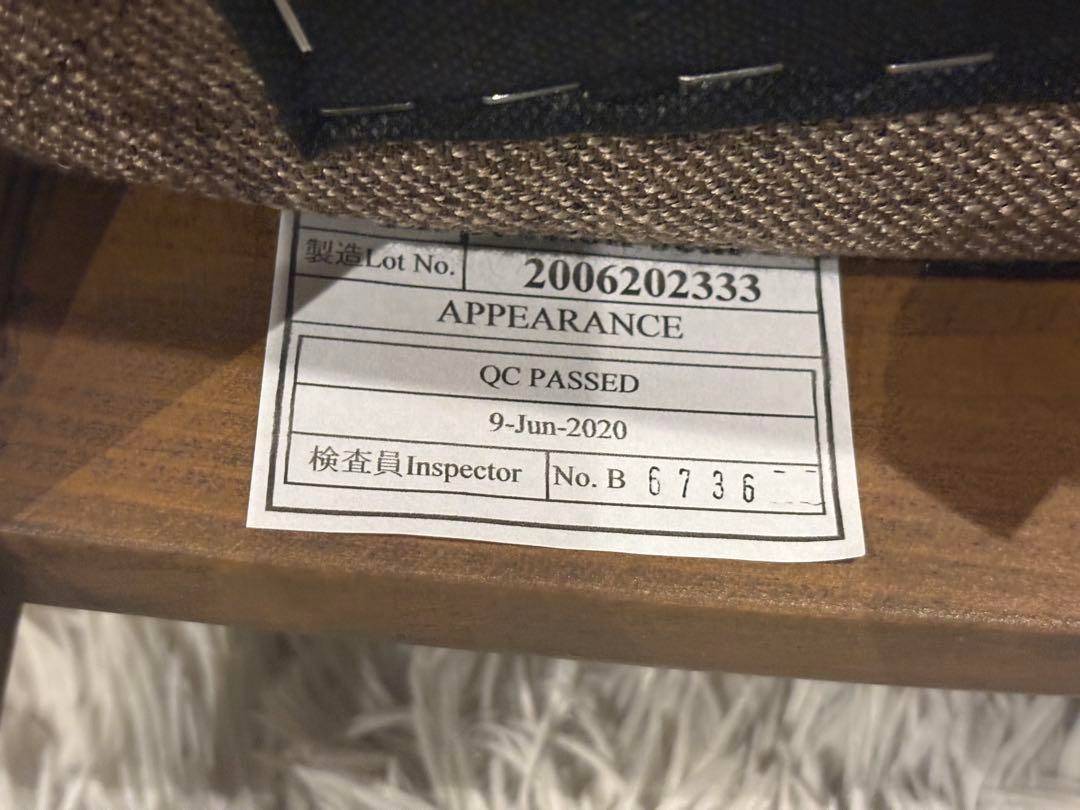 製造Lot No. 2006202333
APPEARANCE
QC PASSED
9-Jun-2020
検査員Inspector No. B 6736